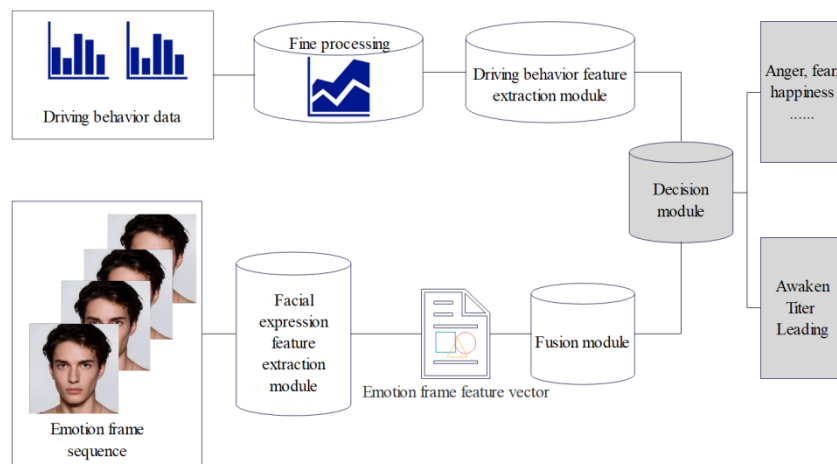 Driving behavior data
Fine processing
Driving behavior feature
extraction module
Anger, fear,
happiness
......
Decision
module
Emotion frame
sequence
Facial
expression
feature
extraction
module
Emotion frame feature vector
Fusion module
Awaken
Titer
Leading